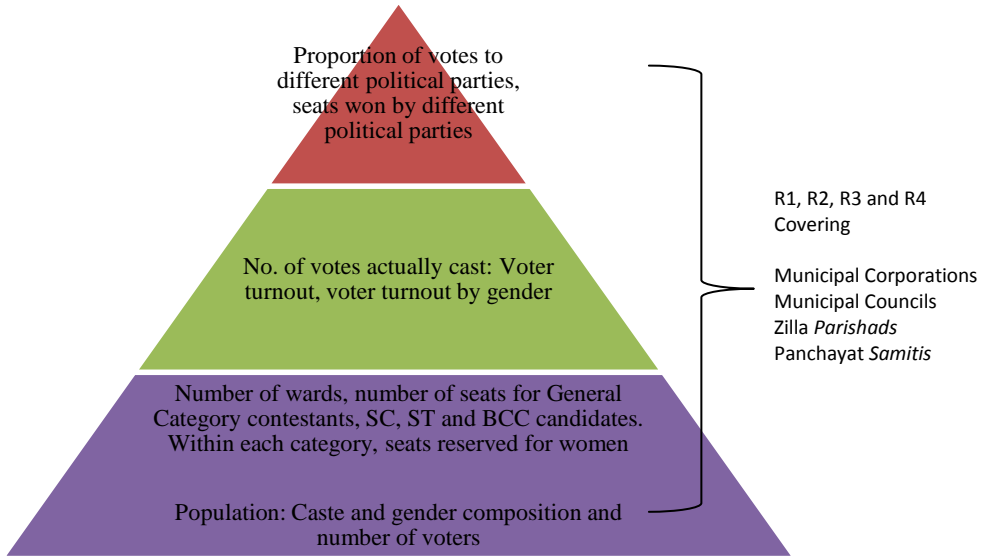 Proportion of votes to
different political parties,
seats won by different
political parties
No. of votes actually cast: Voter
turnout, voter turnout by gender
Number of wards, number of seats for General
Category contestants, SC, ST and BCC candidates.
Within each category, seats reserved for women
Population: Caste and gender composition and
number of voters
R1, R2, R3 and R4
Covering
Municipal Corporations
Municipal Councils
Zilla Parishads
Panchayat Samitis